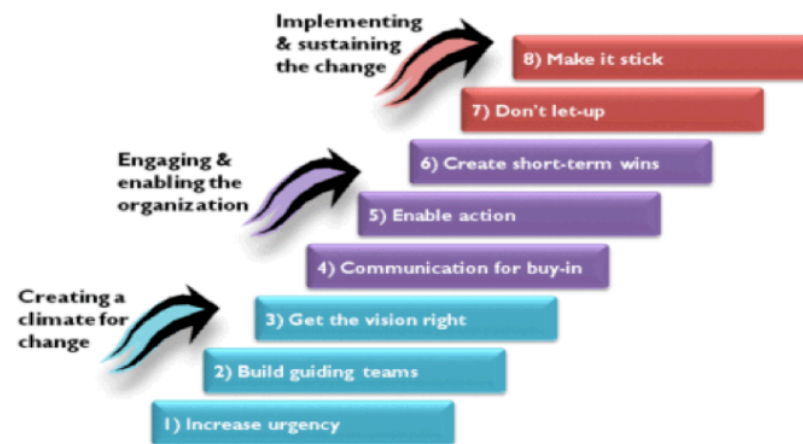 Implementing
& sustaining
the change
8) Make it stick
7) Don't let-up
Engaging &
enabling the
organization
6) Create short-term wins
5) Enable action
4) Communication for buy-in
Creating a
climate for
change
3) Get the vision right
2) Build guiding teams
1) Increase urgency